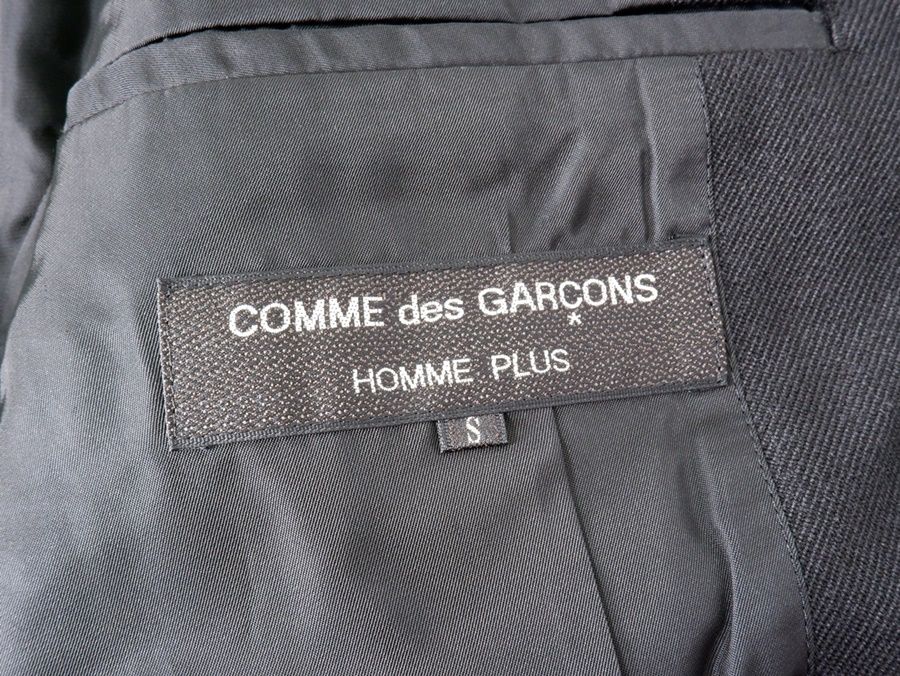 COMME des GARÇONS
*
HOMME PLUS
S